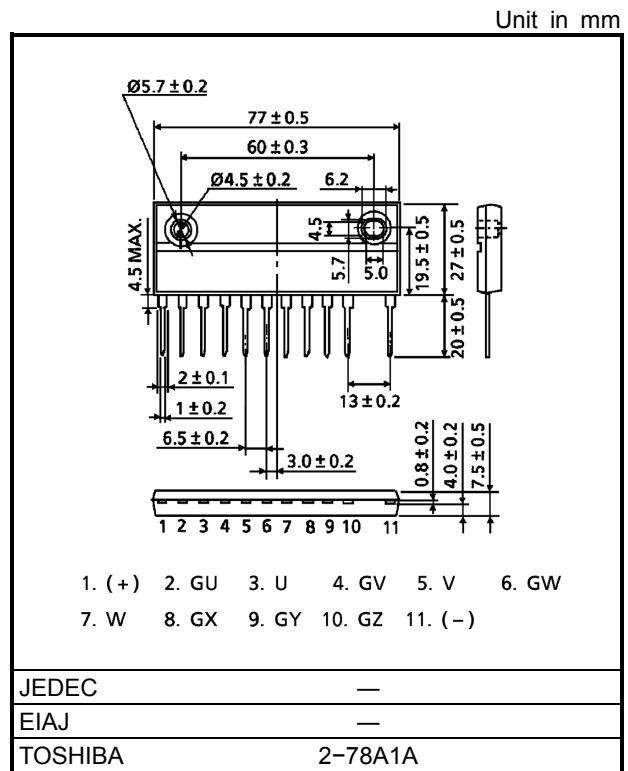 Unit in mm
Ø5.7 ± 0.2
77 ± 0.5
60 ± 0.3
Ø4.5 ± 0.2
6.2
4.5 MAX.
4.5
5.7
5.0
19.5 ± 0.5
27 ± 0.5
20 ± 0.5
2 ± 0.1
1 ± 0.2
13 ± 0.2
6.5 ± 0.2
3.0 ± 0.2
0.8 ± 0.2
4.0 ± 0.2
7.5 ± 0.5
1 2 3 4 5 6 7 8 9 10 11
1. (+) 2. GU 3. U 4. GV 5. V 6. GW
7. W 8. GX 9. GY 10. GZ 11. (−)
JEDEC —
EIAJ —
TOSHIBA 2−78A1A